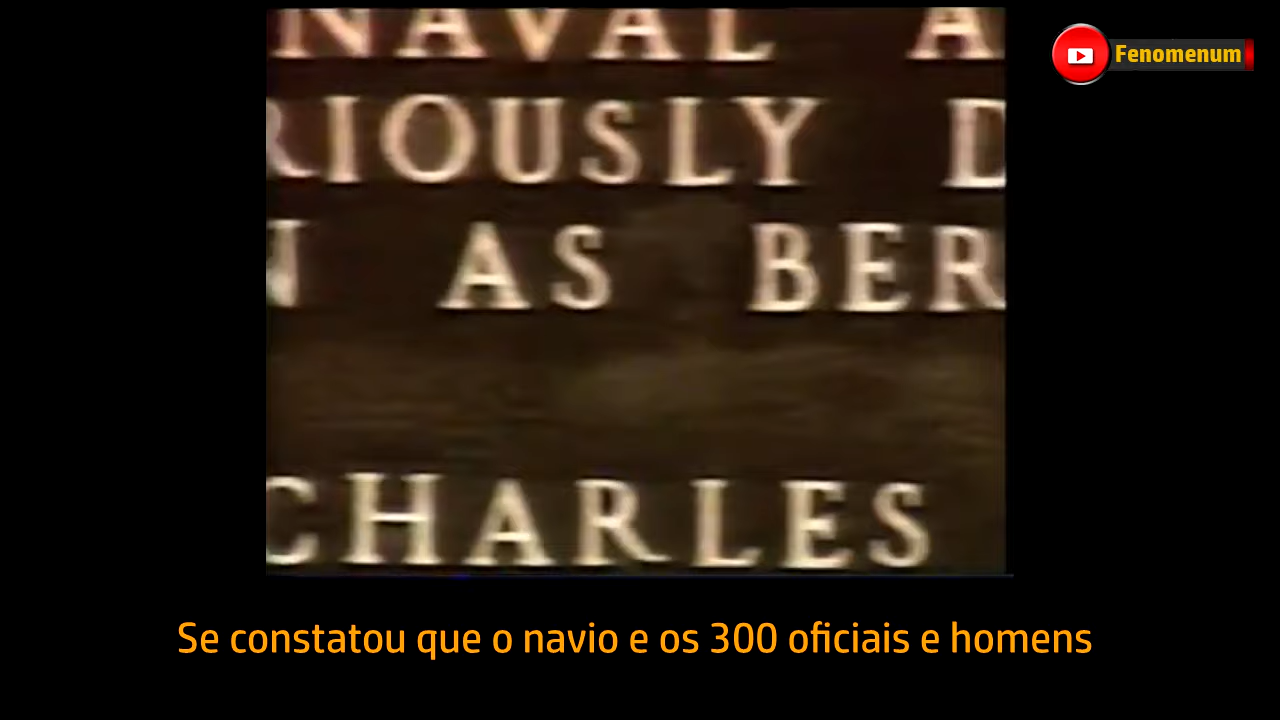 NAVAL A
RIOUSLY D
N AS BER
CHARLES
Fenomenum
Se constatou que o navio e os 300 oficiais e homens